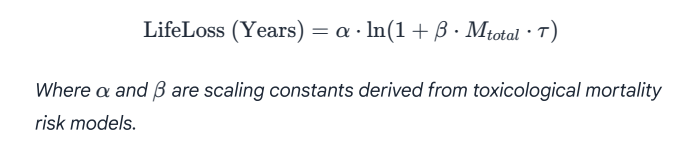 LifeLoss (Years) = α · ln(1 + β · M_total · τ)
Where α and β are scaling constants derived from toxicological mortality
risk models.